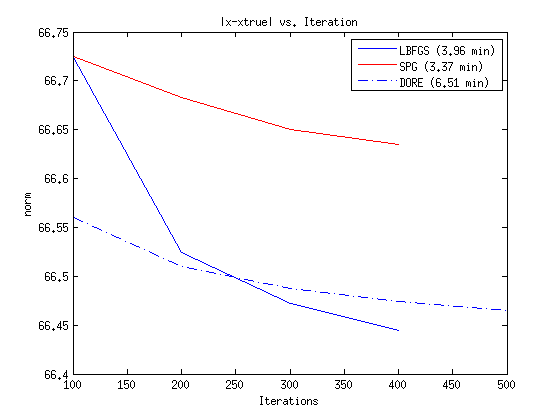 |x-xtrue| vs. Iteration
LBFGS (3.96 min)
SPG (3.37 min)
DORE (6.51 min)
66.75
66.7
66.65
66.6
66.55
66.5
66.45
66.4
norm
100 150 200 250 300 350 400 450 500
Iterations